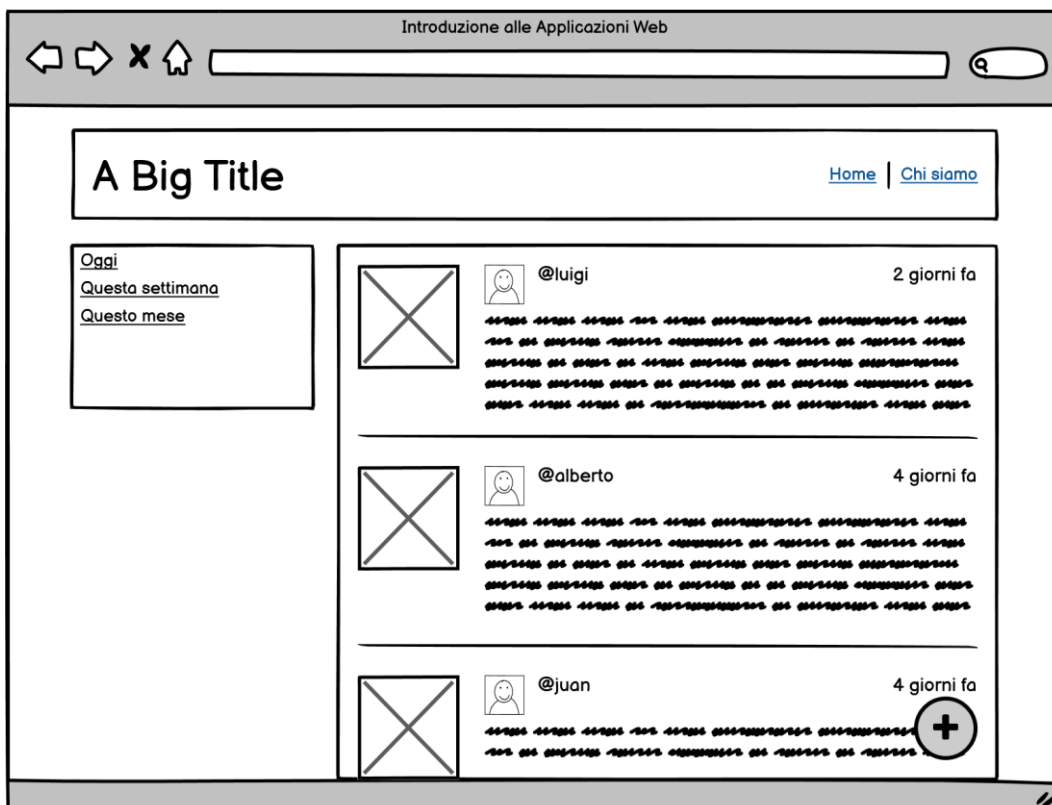 Introduzione alle Applicazioni Web
A Big Title
Home | Chi siamo
Oggi
Questa settimana
Questo mese
@luigi 2 giorni fa
@alberto 4 giorni fa
@juan 4 giorni fa
+